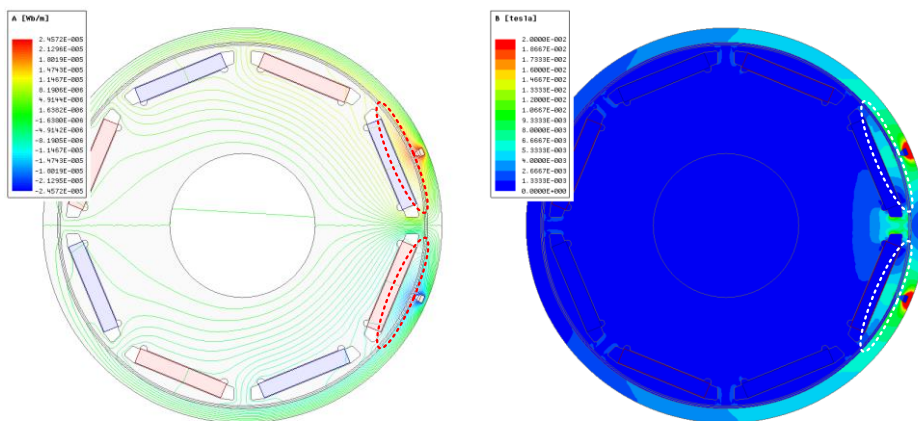 A [Wb/m]
2.4572E-005
2.1296E-005
1.8019E-005
1.4743E-005
1.1467E-005
8.1906E-006
4.9144E-006
1.6382E-006
-1.6380E-006
-4.9142E-006
-8.1905E-006
-1.1467E-005
-1.4743E-005
-1.8019E-005
-2.1295E-005
-2.4572E-005
B [tesla]
2.0000E-002
1.8667E-002
1.7333E-002
1.6000E-002
1.4667E-002
1.3333E-002
1.2000E-002
1.0667E-002
9.3333E-003
8.0000E-003
6.6667E-003
5.3333E-003
4.0000E-003
2.6667E-003
1.3333E-003
0.0000E+000